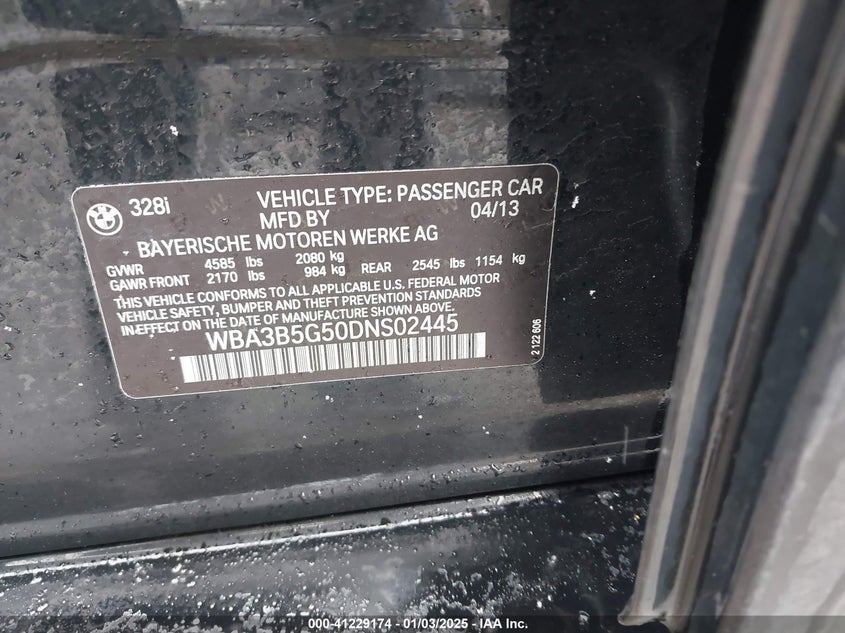 BMW
328i VEHICLE TYPE: PASSENGER CAR
MFD BY 04/13
BAYERISCHE MOTOREN WERKE AG
GVWR 4585 lbs 2080 kg
GAWR FRONT 2170 lbs 984 kg REAR 2545 lbs 1154 kg
THIS VEHICLE CONFORMS TO ALL APPLICABLE U.S. FEDERAL MOTOR
VEHICLE SAFETY, BUMPER AND THEFT PREVENTION STANDARDS
IN EFFECT ON THE DATE OF MANUFACTURE SHOWN ABOVE.
WBA3B5G50DNS02445
2 122 606
000-41229174 - 01/03/2025 - IAA Inc.